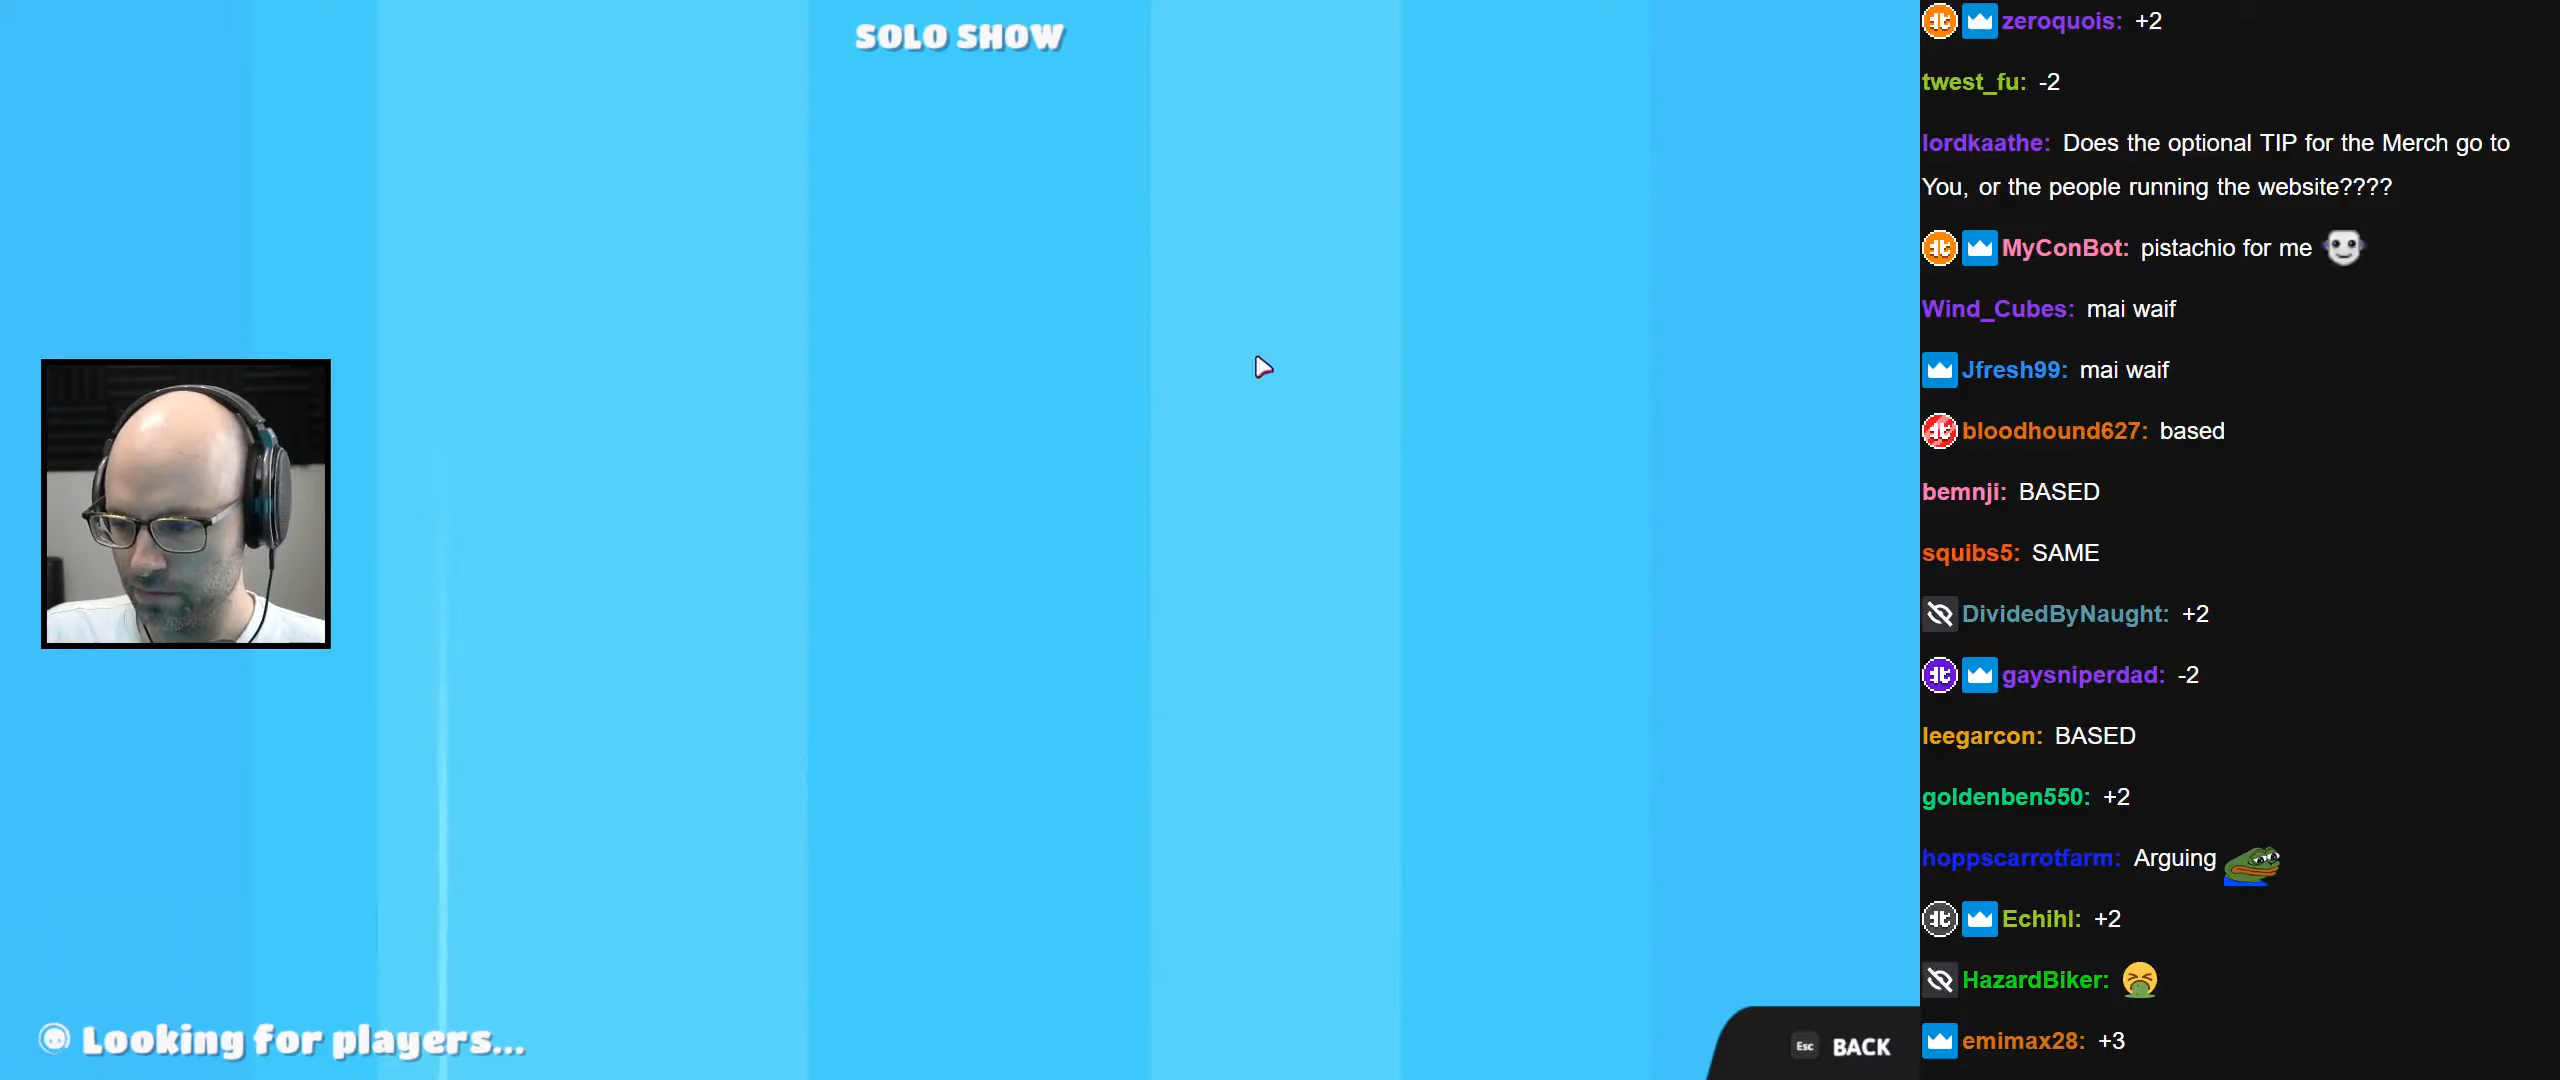 SOLO SHOW
Looking for players...
Esc BACK
zeroquois: +2
twest_fu: -2
lordkaathe: Does the optional TIP for the Merch go to
You, or the people running the website????
MyConBot: pistachio for me
Wind_Cubes: mai waif
Jfresh99: mai waif
bloodhound627: based
bemnji: BASED
squibs5: SAME
DividedByNaught: +2
gaysniperdad: -2
leegarcon: BASED
goldenben550: +2
hoppscarrotfarm: Arguing
Echihl: +2
HazardBiker:
emimax28: +3